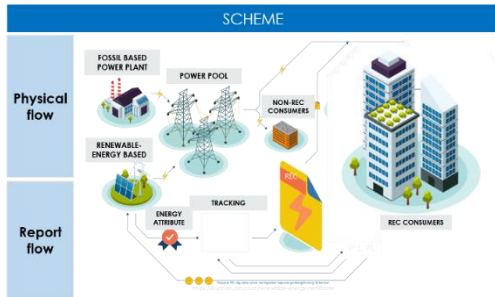 SCHEME
Physical
flow
FOSSIL BASED
POWER PLANT
POWER POOL
NON-REC
CONSUMERS
RENEWABLE-
ENERGY BASED
Report
flow
ENERGY
ATTRIBUTE
TRACKING
REC
REC CONSUMERS